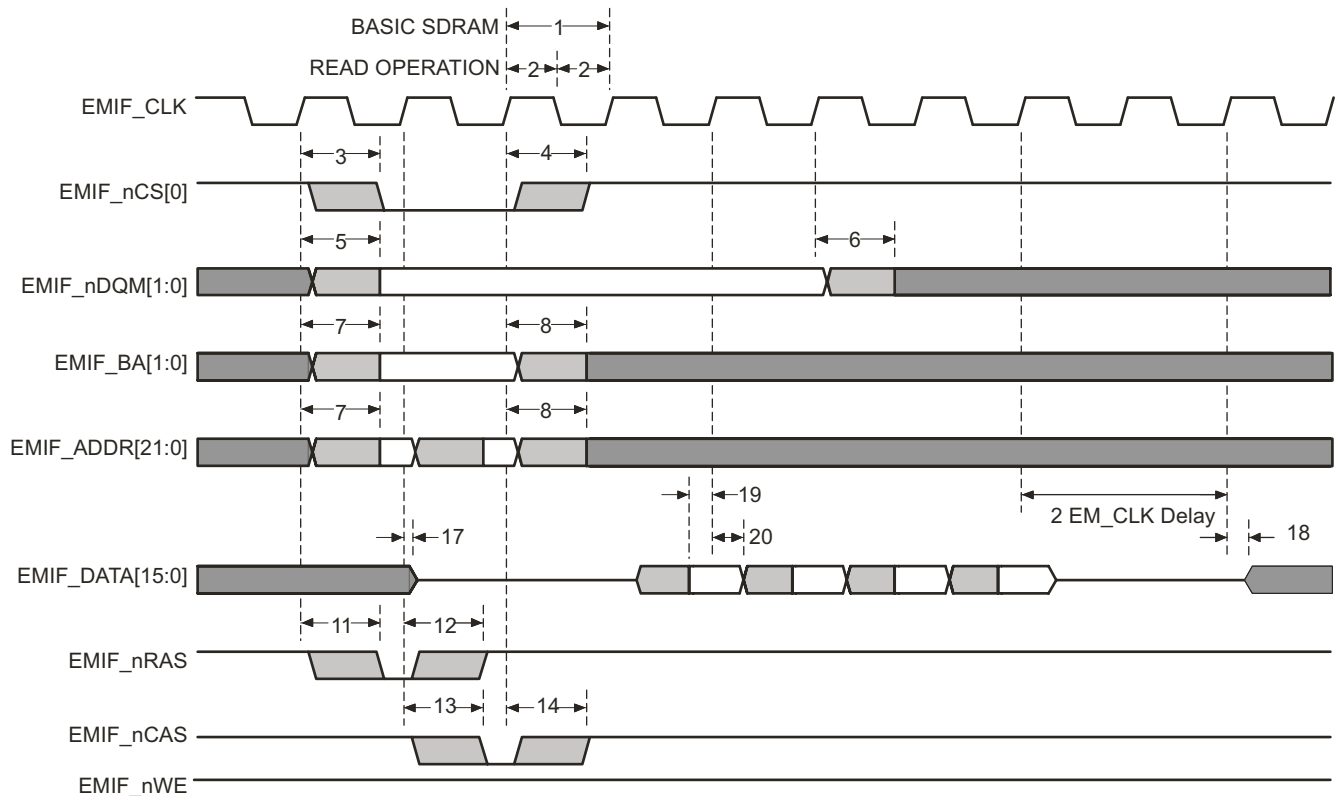 BASIC SDRAM
1
READ OPERATION
2
2
EMIF_CLK
3
4
EMIF_nCS[0]
5
6
EMIF_nDQM[1:0]
7
8
EMIF_BA[1:0]
7
8
EMIF_ADDR[21:0]
19
2 EM_CLK Delay
17
20
18
EMIF_DATA[15:0]
11
12
EMIF_nRAS
13
14
EMIF_nCAS
EMIF_nWE